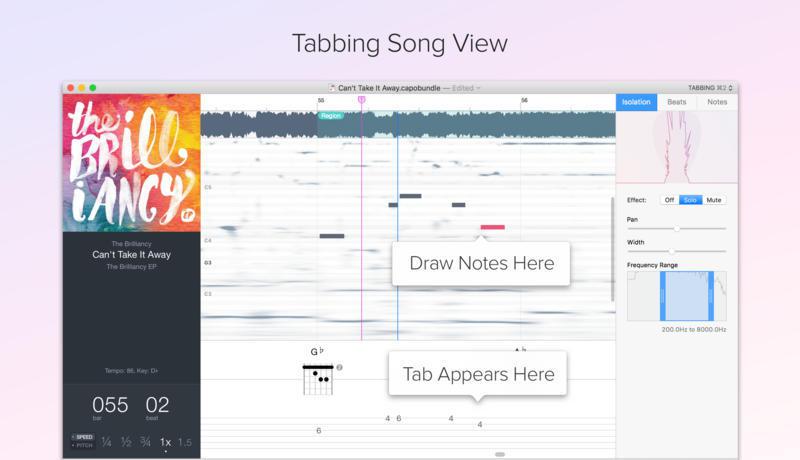 Tabbing Song View
Can't Take It Away.capobundle — Edited
TABBING ⌘2
the
BRill
iANCY
EP
The Brilliancy
Can't Take It Away
The Brilliancy EP
Tempo: 86, Key: D♭
055 02
bar beat
SPEED
PITCH
¼ ½ ¾ 1x 1.5
55 56
Region
C5
C4
C3
Draw Notes Here
G♭
2
Tab Appears Here
4 6 4 4
6
Isolation Beats Notes
Effect: Off Solo Mute
Pan
Width
Frequency Range
200.0Hz to 8000.0Hz